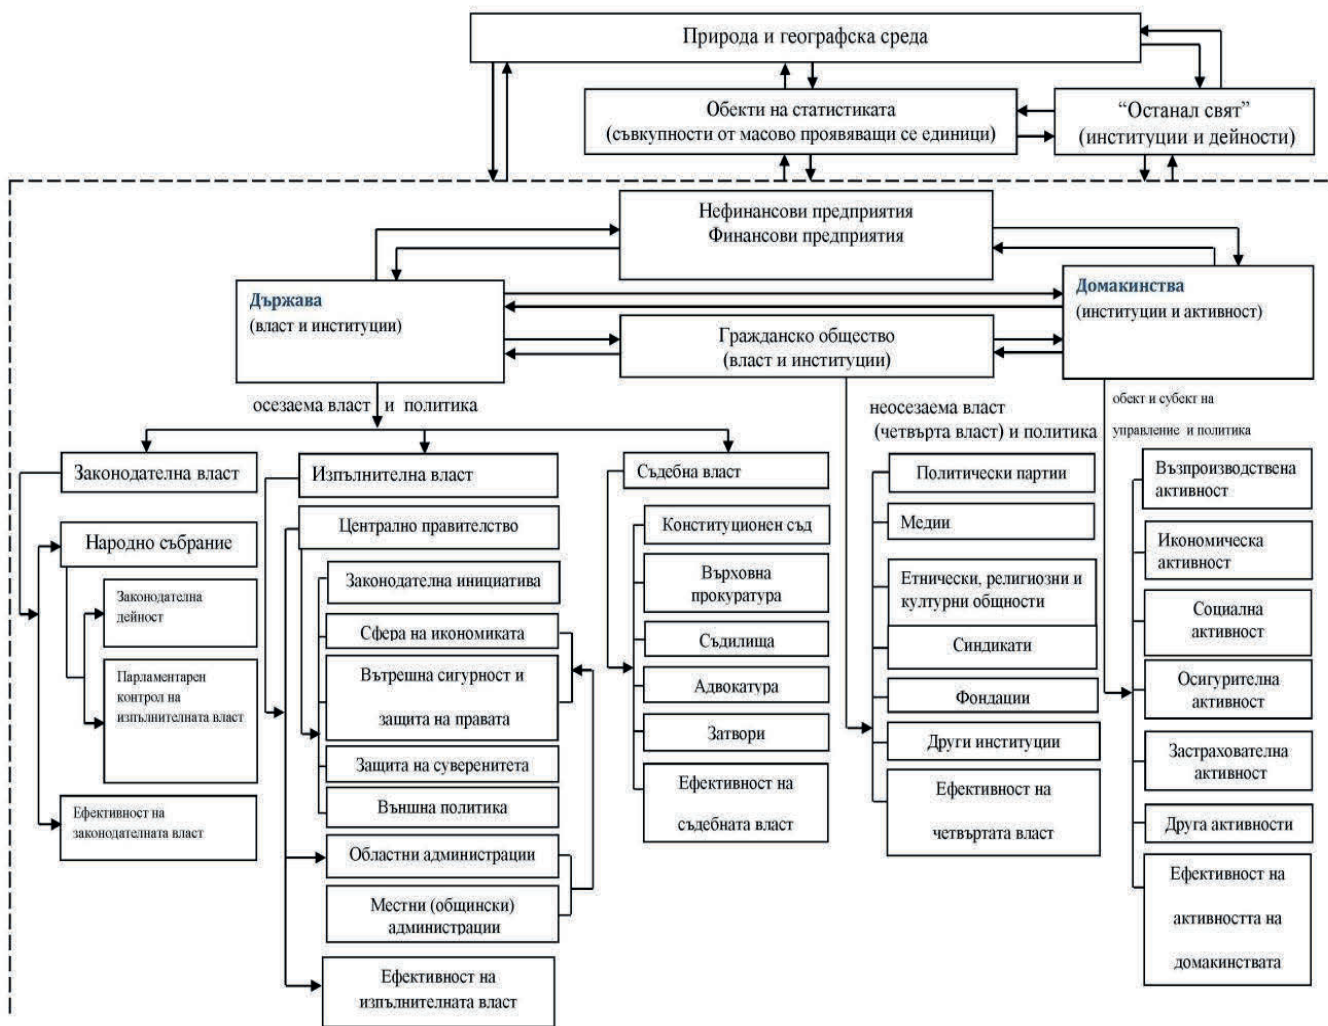 Природа и географска среда
Обекти на статистиката
(съвкупности от масово проявяващи се единици)
“Останал свят”
(институции и дейности)
Нефинансови предприятия
Финансови предприятия
Държава
(власт и институции)
Домакинства
(институции и активност)
Гражданско общество
(власт и институции)
осезаема власт и политика
неосезаема власт
(четвърта власт) и политика
обект и субект на
управление и политика
Законодателна власт
Народно събрание
Законодателна
дейност
Парламентарен
контрол на
изпълнителната власт
Ефективност на
законодателната власт
Изпълнителна власт
Централно правителство
Законодателна инициатива
Сфера на икономиката
Вътрешна сигурност и
защита на правата
Защита на суверенитета
Външна политика
Областни администрации
Местни (общински)
администрации
Ефективност на
изпълнителната власт
Съдебна власт
Конституционен съд
Върховна
прокуратура
Съдилища
Адвокатура
Затвори
Ефективност на
съдебната власт
Политически партии
Медии
Етнически, религиозни и
културни общности
Синдикати
Фондации
Други институции
Ефективност на
четвъртата власт
Възпроизводствена
активност
Икономическа
активност
Социална
активност
Осигурителна
активност
Застрахователна
активност
Друга активности
Ефективност на
активността на
домакинствата